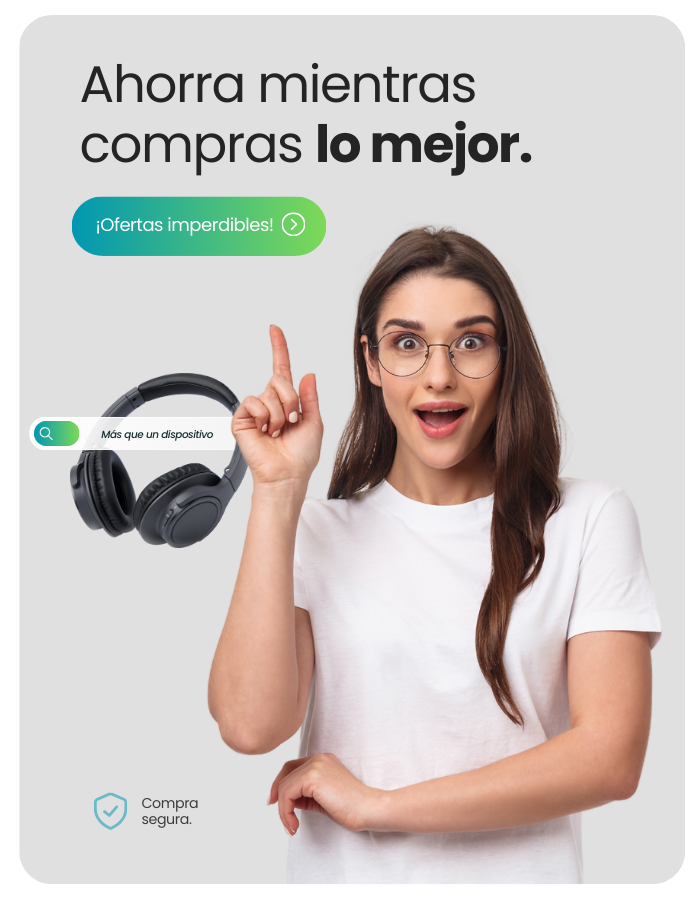 Ahorra mientras
compras lo mejor.
¡Ofertas imperdibles!
Más que un dispositivo
Compra
segura.